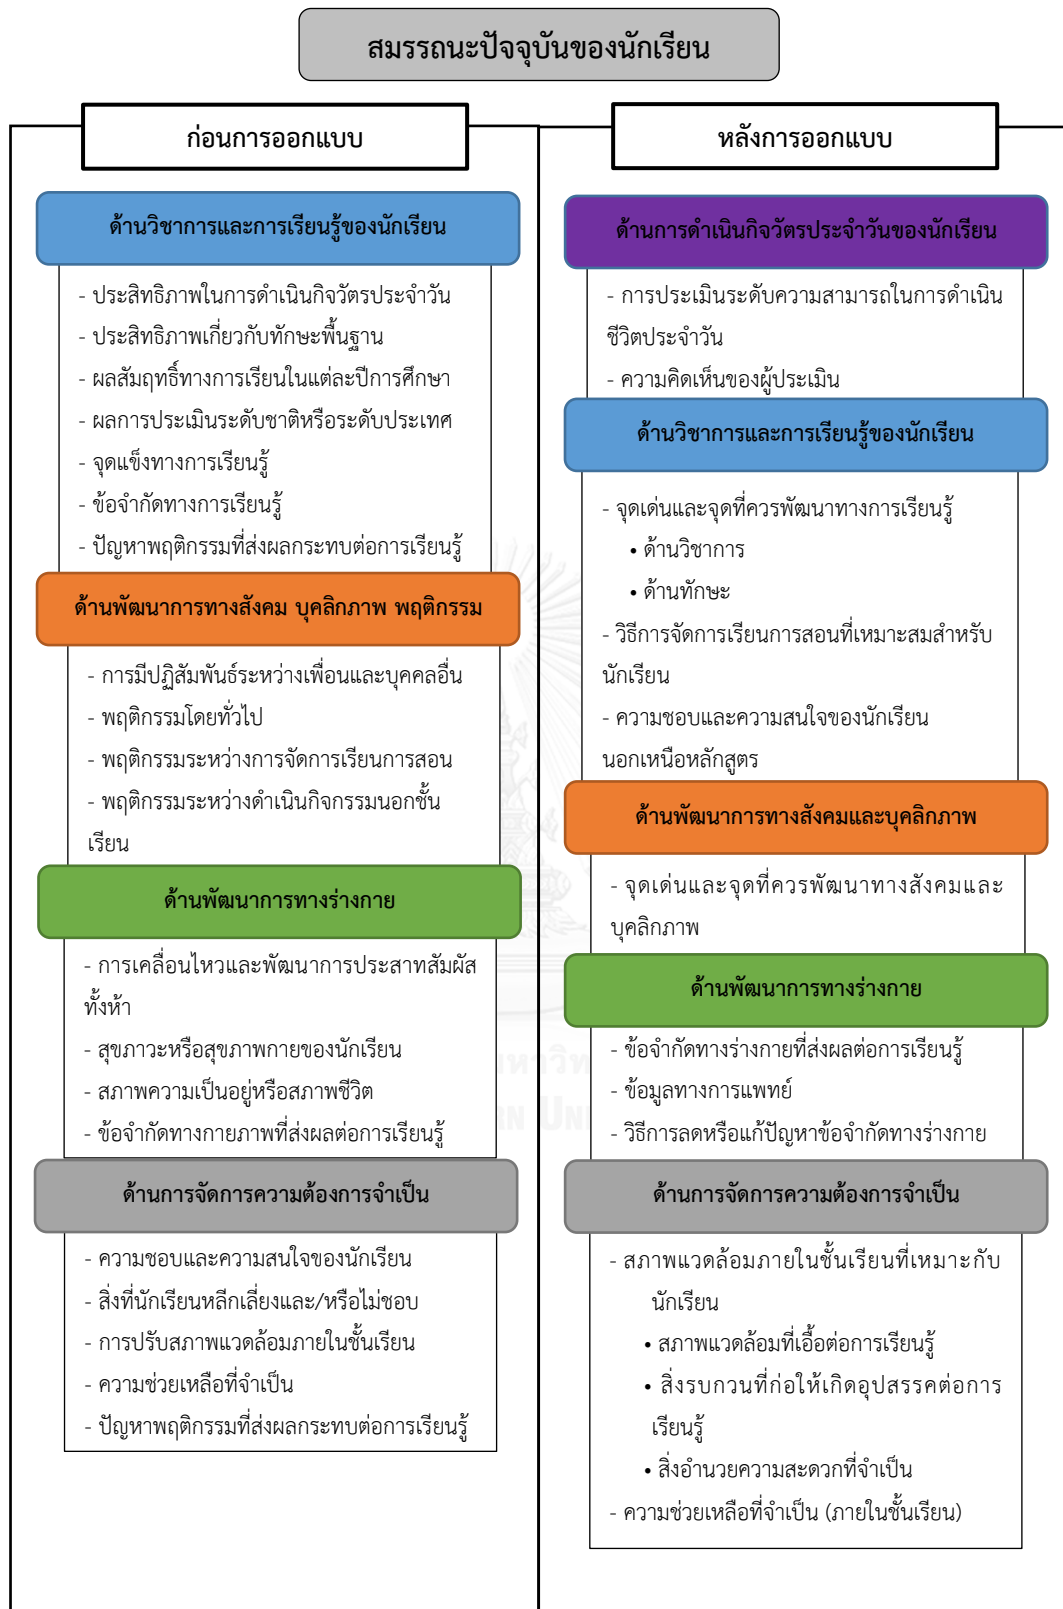 สมรรถนะปัจจุบันของนักเรียน
ก่อนการออกแบบ
ด้านวิชาการและการเรียนรู้ของนักเรียน
- ประสิทธิภาพในการดำเนินกิจวัตรประจำวัน
- ประสิทธิภาพเกี่ยวกับทักษะพื้นฐาน
- ผลสัมฤทธิ์ทางการเรียนในแต่ละปีการศึกษา
- ผลการประเมินระดับชาติหรือระดับประเทศ
- จุดแข็งทางการเรียนรู้
- ข้อจำกัดทางการเรียนรู้
- ปัญหาพฤติกรรมที่ส่งผลกระทบต่อการเรียนรู้
ด้านพัฒนาการทางสังคม บุคลิกภาพ พฤติกรรม
- การมีปฏิสัมพันธ์ระหว่างเพื่อนและบุคคลอื่น
- พฤติกรรมโดยทั่วไป
- พฤติกรรมระหว่างการจัดการเรียนการสอน
- พฤติกรรมระหว่างดำเนินกิจกรรมนอกชั้น
เรียน
ด้านพัฒนาการทางร่างกาย
- การเคลื่อนไหวและพัฒนาการประสาทสัมผัส
ทั้งห้า
- สุขภาวะหรือสุขภาพกายของนักเรียน
- สภาพความเป็นอยู่หรือสภาพชีวิต
- ข้อจำกัดทางกายภาพที่ส่งผลต่อการเรียนรู้
ด้านการจัดการความต้องการจำเป็น
- ความชอบและความสนใจของนักเรียน
- สิ่งที่นักเรียนหลีกเลี่ยงและ/หรือไม่ชอบ
- การปรับสภาพแวดล้อมภายในชั้นเรียน
- ความช่วยเหลือที่จำเป็น
- ปัญหาพฤติกรรมที่ส่งผลกระทบต่อการเรียนรู้
หลังการออกแบบ
ด้านการดำเนินกิจวัตรประจำวันของนักเรียน
- การประเมินระดับความสามารถในการดำเนิน
ชีวิตประจำวัน
- ความคิดเห็นของผู้ประเมิน
ด้านวิชาการและการเรียนรู้ของนักเรียน
- จุดเด่นและจุดที่ควรพัฒนาทางการเรียนรู้
• ด้านวิชาการ
• ด้านทักษะ
- วิธีการจัดการเรียนการสอนที่เหมาะสมสำหรับ
นักเรียน
- ความชอบและความสนใจของนักเรียน
นอกเหนือหลักสูตร
ด้านพัฒนาการทางสังคมและบุคลิกภาพ
- จุดเด่นและจุดที่ควรพัฒนาทางสังคมและ
บุคลิกภาพ
ด้านพัฒนาการทางร่างกาย
- ข้อจำกัดทางร่างกายที่ส่งผลต่อการเรียนรู้
- ข้อมูลทางการแพทย์
- วิธีการลดหรือแก้ปัญหาข้อจำกัดทางร่างกาย
ด้านการจัดการความต้องการจำเป็น
- สภาพแวดล้อมภายในชั้นเรียนที่เหมาะกับ
นักเรียน
• สภาพแวดล้อมที่เอื้อต่อการเรียนรู้
• สิ่งรบกวนที่ก่อให้เกิดอุปสรรคต่อการ
เรียนรู้
• สิ่งอำนวยความสะดวกที่จำเป็น
- ความช่วยเหลือที่จำเป็น (ภายในชั้นเรียน)